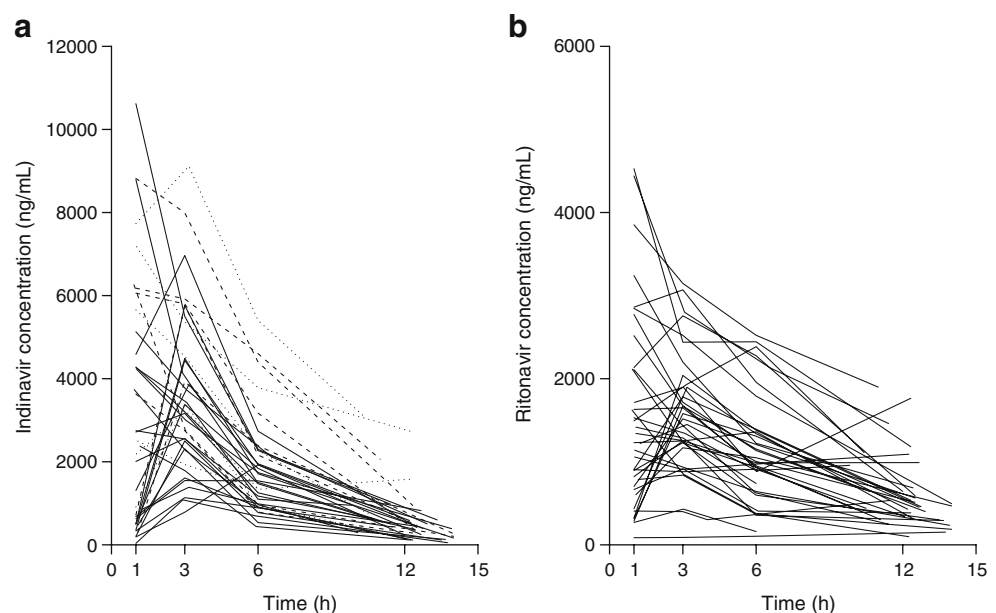 a
12000
10000
8000
6000
4000
2000
0
Indinavir concentration (ng/mL)
0 1 3 6 12 15
Time (h)
b
6000
4000
2000
0
Ritonavir concentration (ng/mL)
0 1 3 6 12 15
Time (h)